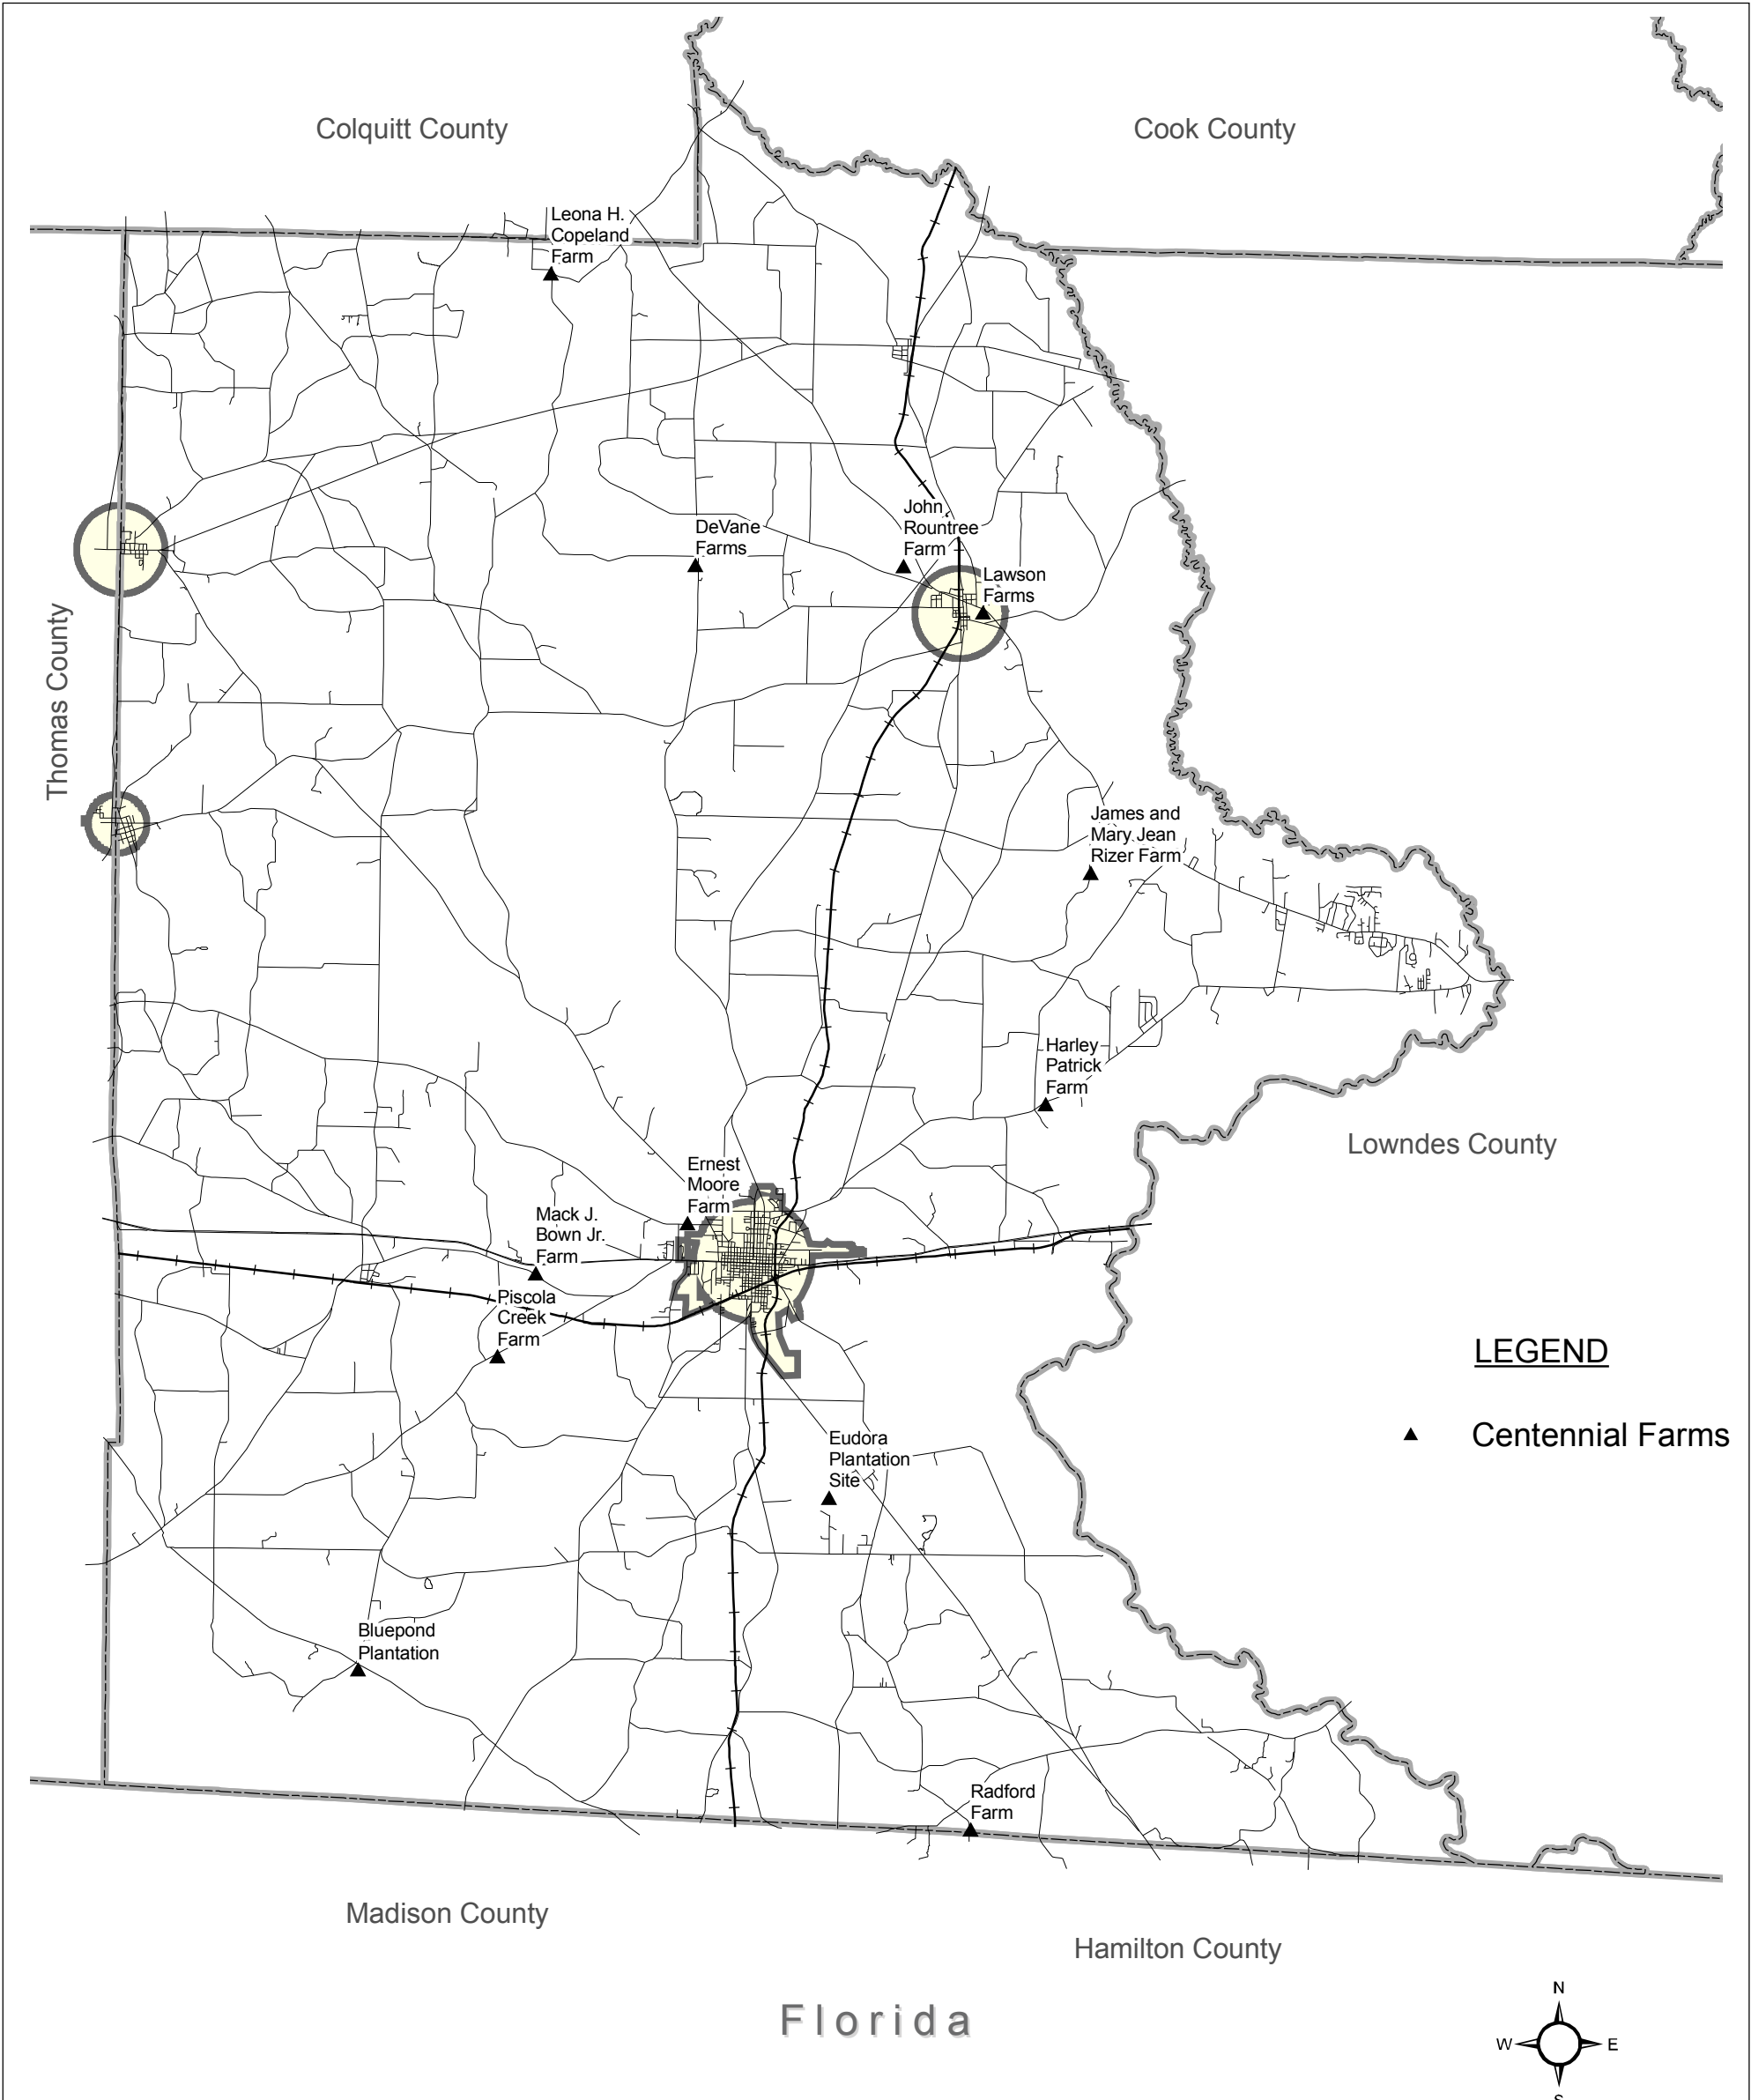 Colquitt County
Cook County
Leona H.
Copeland
Farm
John
Rountree
Farm
DeVane
Farms
Lawson
Farms
Thomas County
James and
Mary Jean
Rizer Farm
Harley
Patrick
Farm
Lowndes County
Ernest
Moore
Farm
Mack J.
Bown Jr.
Farm
Piscola
Creek
Farm
LEGEND
Centennial Farms
Eudora
Plantation
Site
Bluepond
Plantation
Radford
Farm
Madison County
Hamilton County
Florida
N
W
E
S